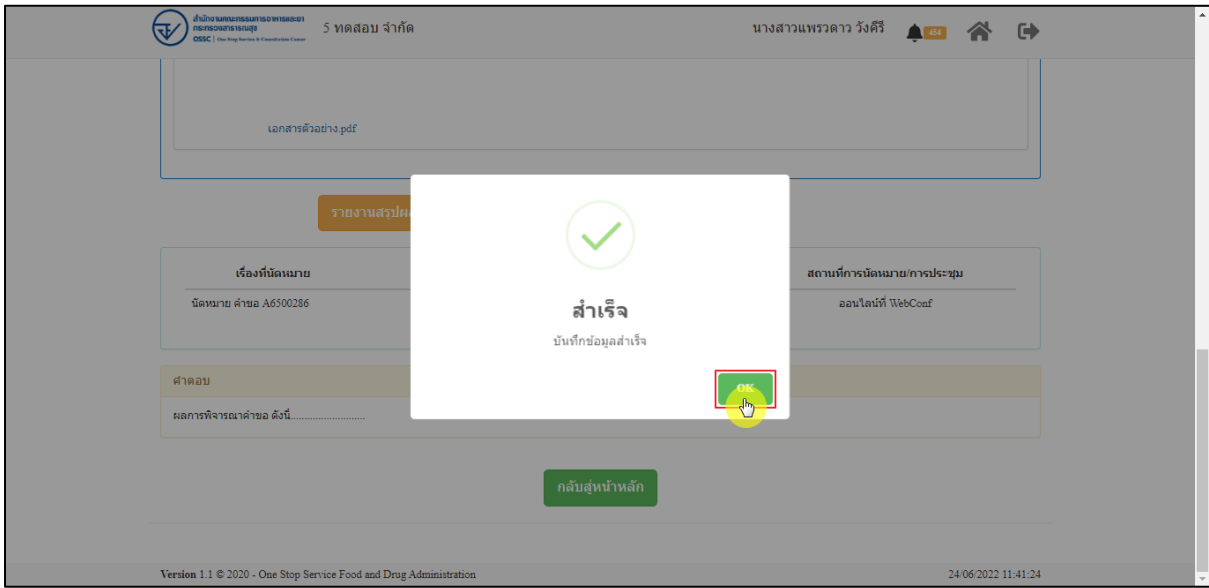 สำนักงานคณะกรรมการอาหารและยา
กระทรวงสาธารณสุข
OSSC | One Stop Service & Consultation Center
5 ทดสอบ จำกัด
นางสาวแพรวดาว วังคีรี
454
เอกสารตัวอย่าง.pdf
รายงานสรุปผล
เรื่องที่นัดหมาย
สถานที่การนัดหมาย/การประชุม
นัดหมาย คำขอ A6500286
ออนไลน์ที่ WebConf
สำเร็จ
บันทึกข้อมูลสำเร็จ
OK
คำตอบ
ผลการพิจารณาคำขอ ดังนี้............................
กลับสู่หน้าหลัก
Version 1.1 © 2020 - One Stop Service Food and Drug Administration
24/06/2022 11:41:24